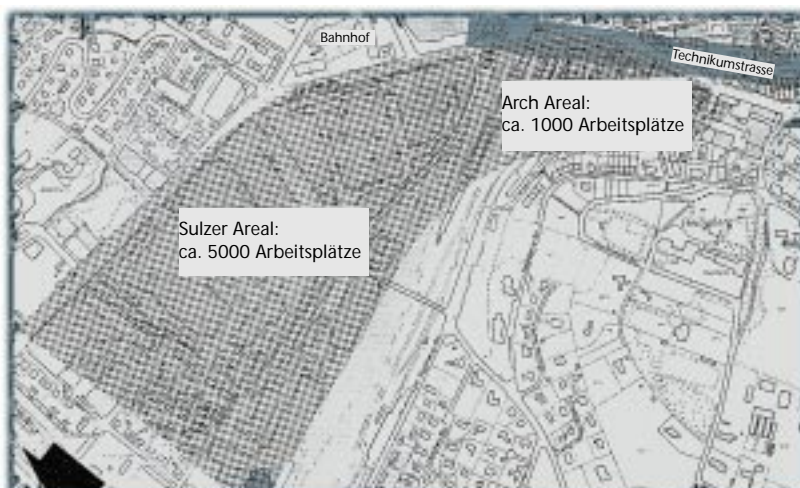 Bahnhof
Technikumstrasse
Arch Areal:
ca. 1000 Arbeitsplätze
Sulzer Areal:
ca. 5000 Arbeitsplätze